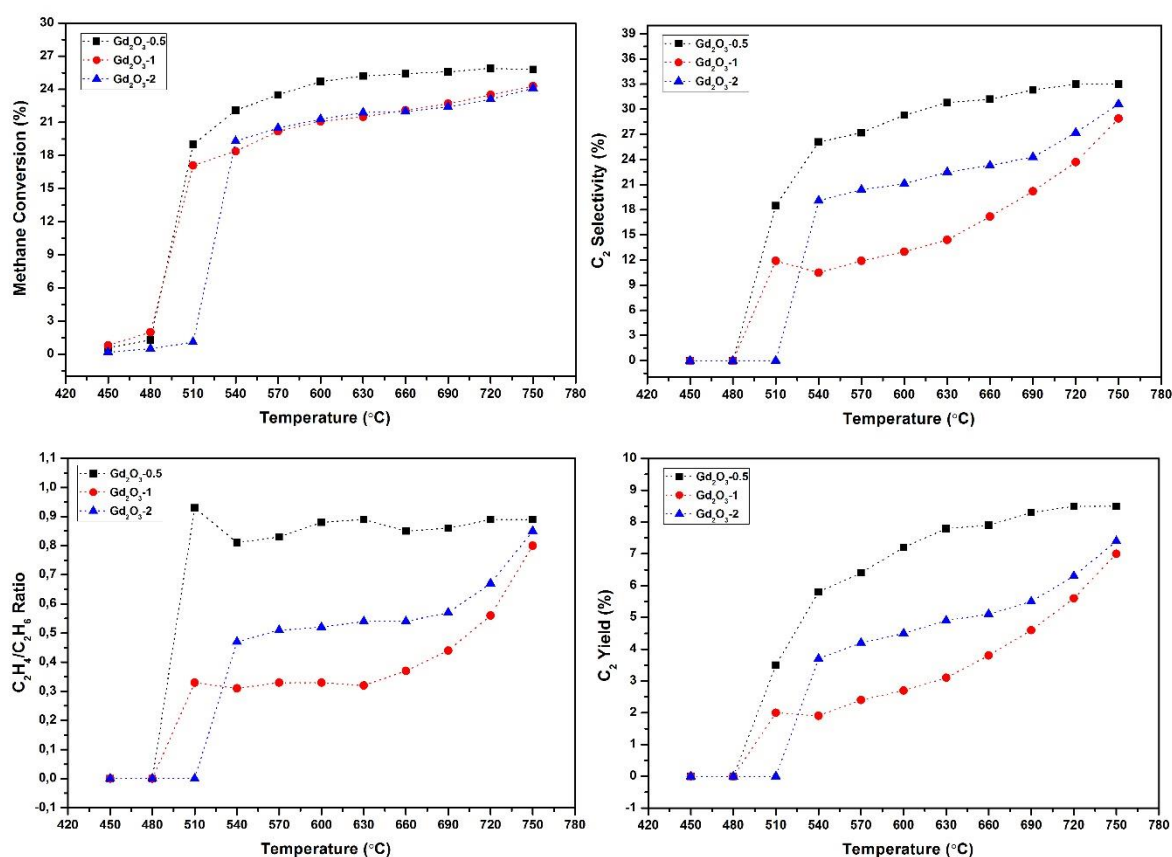 30
27
24
21
18
15
12
9
6
3
0
Methane Conversion (%)
Gd₂O₃-0.5
Gd₂O₃-1
Gd₂O₃-2
420 450 480 510 540 570 600 630 660 690 720 750 780
Temperature (°C)
39
36
33
30
27
24
21
18
15
12
9
6
3
0
C₂ Selectivity (%)
Gd₂O₃-0.5
Gd₂O₃-1
Gd₂O₃-2
420 450 480 510 540 570 600 630 660 690 720 750 780
Temperature (°C)
1,1
1,0
0,9
0,8
0,7
0,6
0,5
0,4
0,3
0,2
0,1
0,0
-0,1
C₂H₄/C₂H₆ Ratio
Gd₂O₃-0.5
Gd₂O₃-1
Gd₂O₃-2
420 450 480 510 540 570 600 630 660 690 720 750 780
Temperature (°C)
10
9
8
7
6
5
4
3
2
1
0
-1
C₂ Yield (%)
Gd₂O₃-0.5
Gd₂O₃-1
Gd₂O₃-2
420 450 480 510 540 570 600 630 660 690 720 750 780
Temperature (°C)